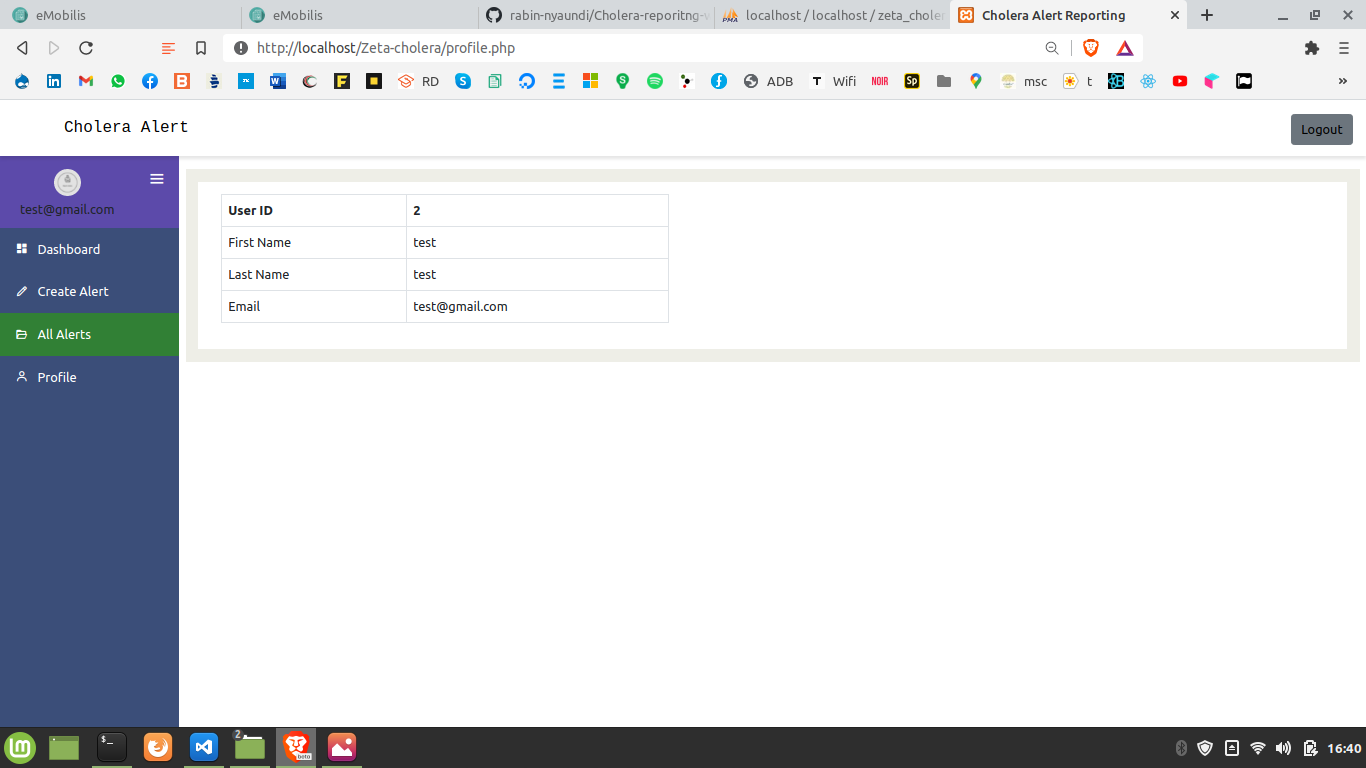 eMobilis
eMobilis
rabin-nyaundi/Cholera-reporitng-
localhost / localhost / zeta_choler
Cholera Alert Reporting
http://localhost/Zeta-cholera/profile.php
RD
ADB
T Wifi
NOIR
Sp
msc
t
»
Cholera Alert
Logout
test@gmail.com
Dashboard
Create Alert
All Alerts
Profile
User ID 2
First Name test
Last Name test
Email test@gmail.com
2
beta
16:40